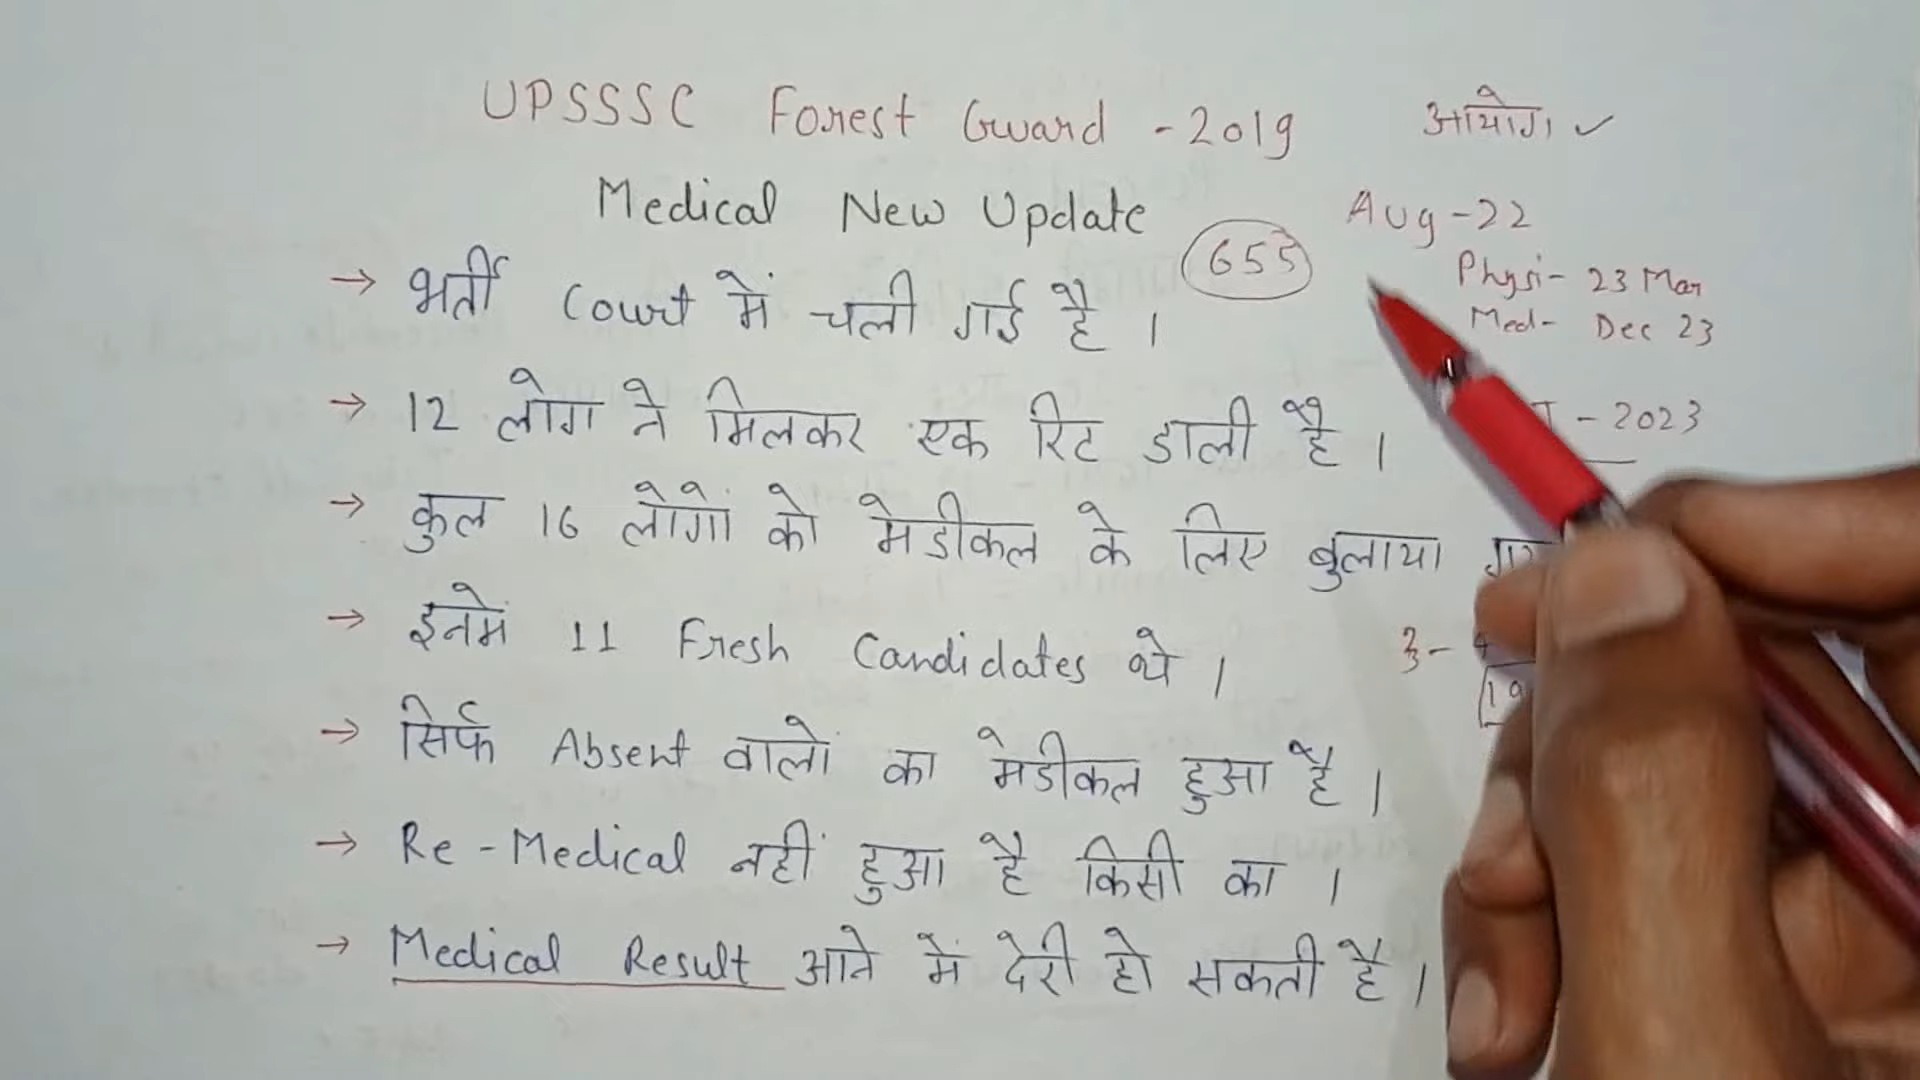 UPSSSC Forest Guard - 2019
आयोग ✓
Medical New Update
Aug - 22
655
Physi - 23 Mar
Med - Dec 23
→ भर्ती Court में चली गई है ।
→ 12 लोग ने मिलकर एक रिट डाली है ।
- 2023
→ कुल 16 लोगों को मेडीकल के लिए बुलाया
→ इनमें 11 Fresh Candidates थे ।
→ सिर्फ Absent वालों का मेडीकल हुआ है ।
→ Re - Medical नहीं हुआ है किसी का ।
→ Medical Result आने में देरी हो सकती है ।